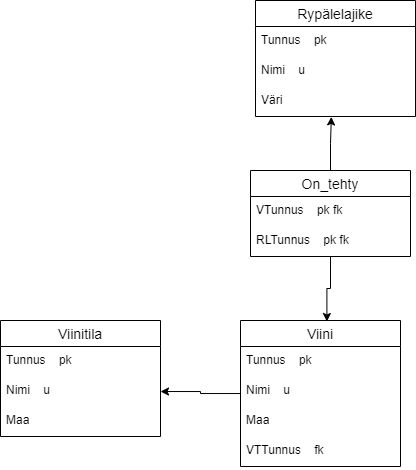 Rypälelajike
Tunnus pk
Nimi u
Väri
On_tehty
VTunnus pk fk
RLTunnus pk fk
Viinitila
Tunnus pk
Nimi u
Maa
Viini
Tunnus pk
Nimi u
Maa
VTTunnus fk